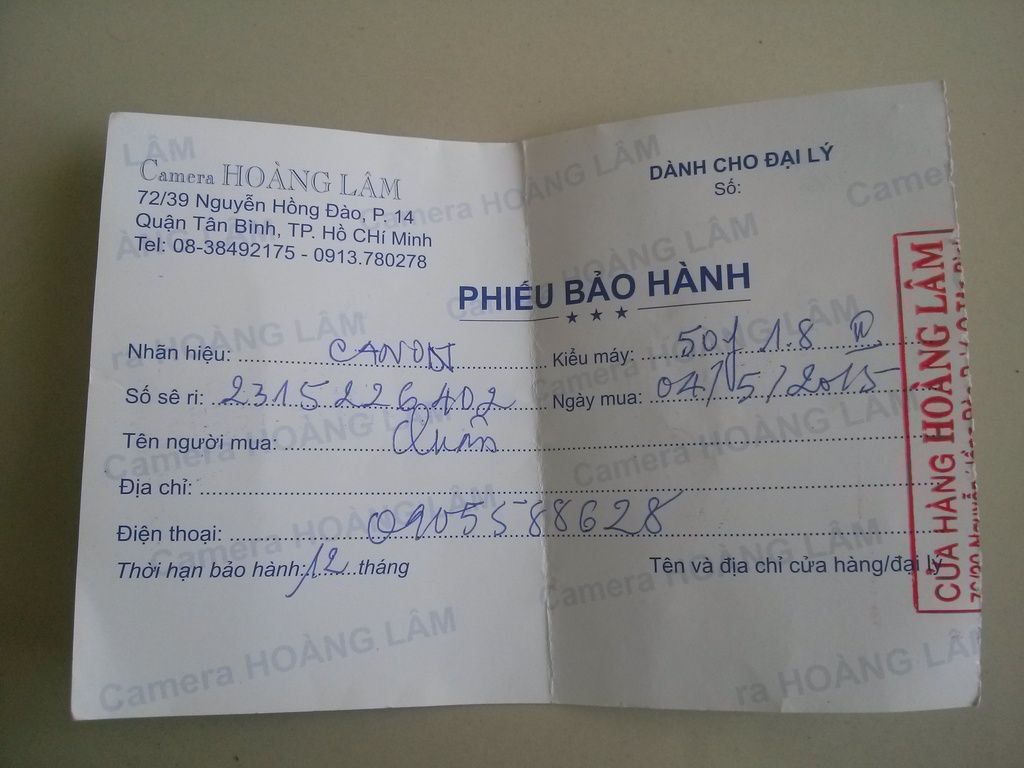 Camera HOÀNG LÂM
72/39 Nguyễn Hồng Đào, P. 14
Quận Tân Bình, TP. Hồ CHí Minh
Tel: 08-38492175 - 0913.780278
DÀNH CHO ĐẠI LÝ
Số:
PHIẾU BẢO HÀNH
Nhãn hiệu: CANON Kiểu máy: 50f 1.8 II
Số sê ri: 2315226402 Ngày mua: 04/5/2015
Tên người mua: Quân
Địa chỉ:
Điện thoại: 0905588628
Thời hạn bảo hành: 12 tháng Tên và địa chỉ cửa hàng/đại lý
CỬA HÀNG HOÀNG LÂM